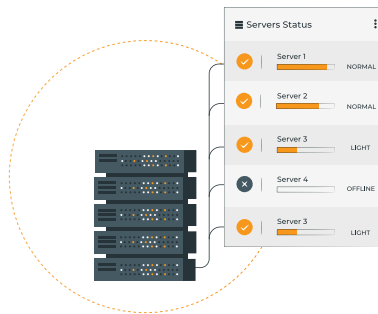 Servers Status
Server 1
NORMAL
Server 2
NORMAL
Server 3
LIGHT
Server 4
OFFLINE
Server 3
LIGHT